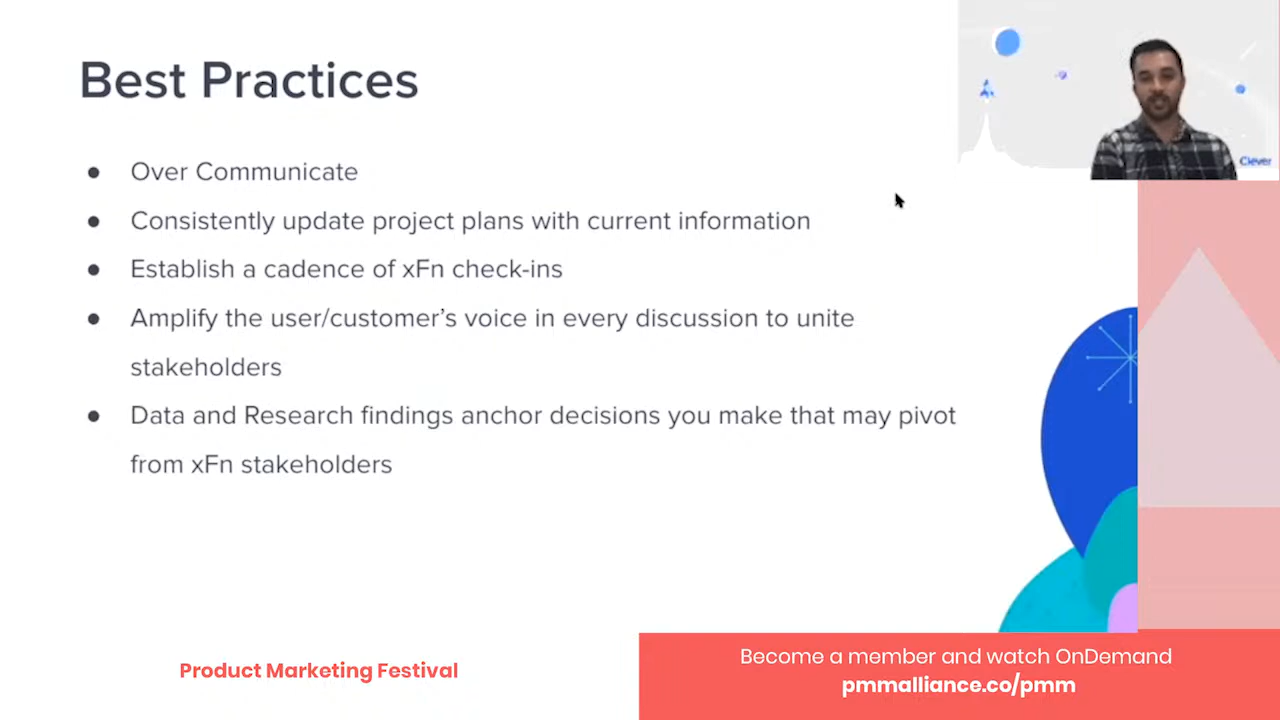 Best Practices
● Over Communicate
● Consistently update project plans with current information
● Establish a cadence of xFn check-ins
● Amplify the user/customer’s voice in every discussion to unite
stakeholders
● Data and Research findings anchor decisions you make that may pivot
from xFn stakeholders
Clever
Product Marketing Festival
Become a member and watch OnDemand
pmmalliance.co/pmm